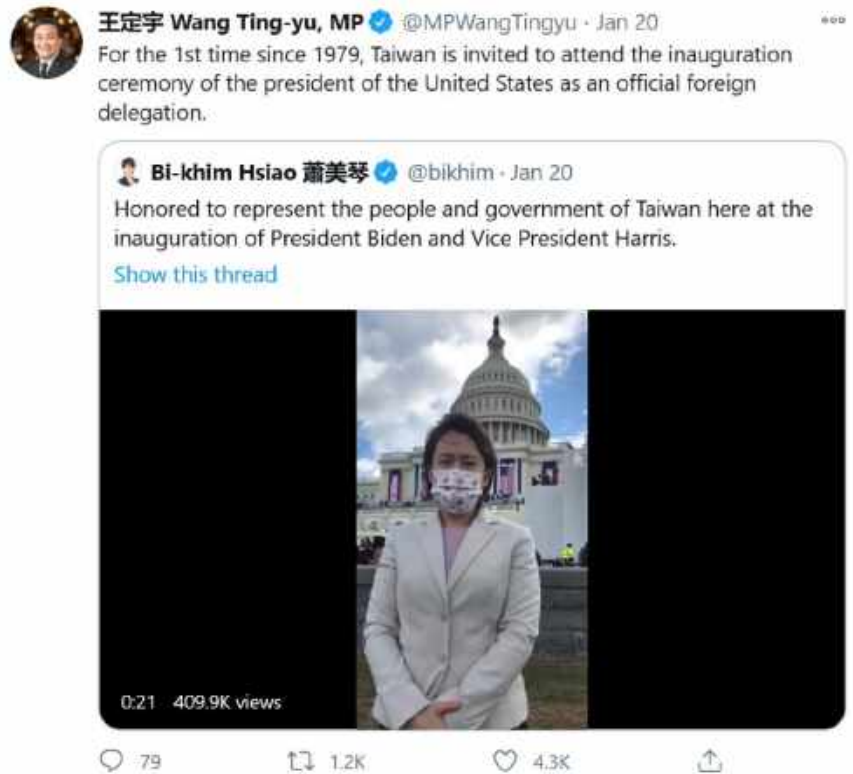 王定宇 Wang Ting-yu, MP @MPWangTingyu · Jan 20
For the 1st time since 1979, Taiwan is invited to attend the inauguration
ceremony of the president of the United States as an official foreign
delegation.
Bi-khim Hsiao 蕭美琴 @bikhim · Jan 20
Honored to represent the people and government of Taiwan here at the
inauguration of President Biden and Vice President Harris.
Show this thread
0:21 409.9K views
79 1.2K 4.3K